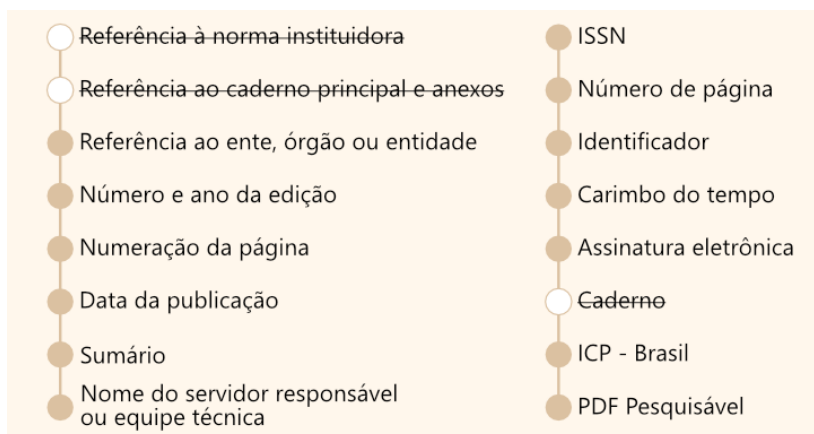 Referência à norma instituidora
Referência ao caderno principal e anexos
Referência ao ente, órgão ou entidade
Número e ano da edição
Numeração da página
Data da publicação
Sumário
Nome do servidor responsável
ou equipe técnica
ISSN
Número de página
Identificador
Carimbo do tempo
Assinatura eletrônica
Caderno
ICP - Brasil
PDF Pesquisável